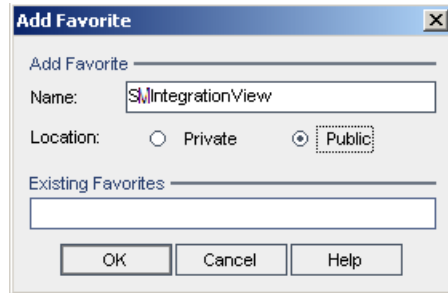 Add Favorite
Add Favorite
Name: SMIntegrationView
Location: Private Public
Existing Favorites
OK Cancel Help